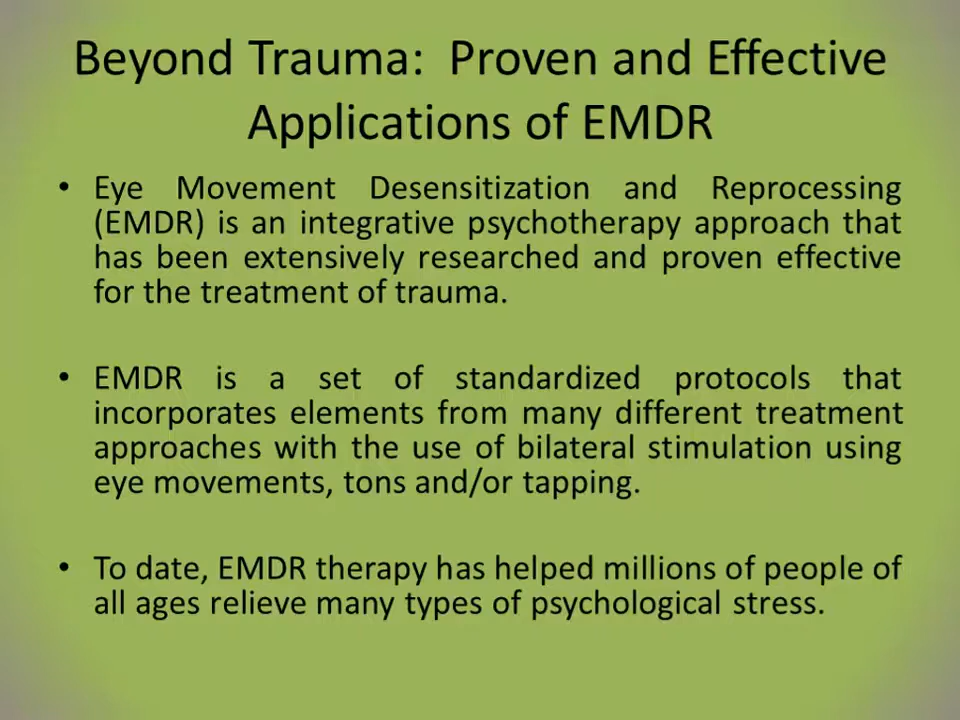 Beyond Trauma:  Proven and Effective
Applications of EMDR
• Eye Movement Desensitization and Reprocessing
(EMDR) is an integrative psychotherapy approach that
has been extensively researched and proven effective
for the treatment of trauma.
• EMDR is a set of standardized protocols that
incorporates elements from many different treatment
approaches with the use of bilateral stimulation using
eye movements, tons and/or tapping.
• To date, EMDR therapy has helped millions of people of
all ages relieve many types of psychological stress.